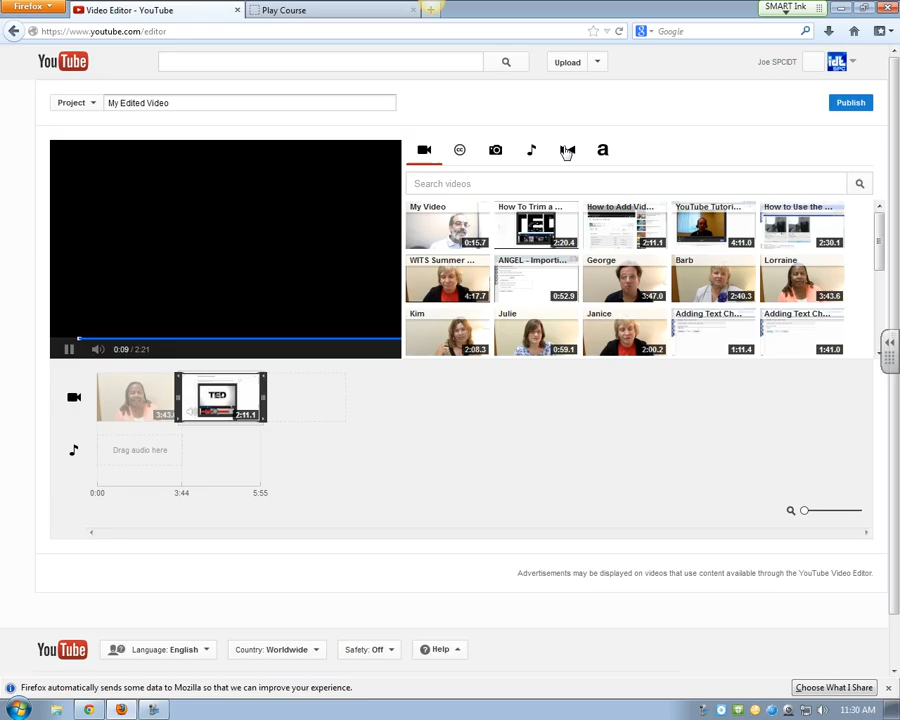 Firefox
Video Editor - YouTube
Play Course
SMART Ink
https://www.youtube.com/editor
Google
YouTube
Upload
Joe SPCIDT
idt
SPC
Project
My Edited Video
Publish
cc
a
Search videos
My Video
How To Trim a ...
How to Add Vid...
YouTube Tutori...
How to Use the ...
0:15.7
2:20.4
2:11.1
4:11.0
2:30.1
WITS Summer ...
ANGEL - Importi...
George
Barb
Lorraine
4:17.7
0:52.9
3:47.0
2:40.3
3:43.6
Kim
Julie
Janice
Adding Text Ch...
Adding Text Ch...
2:08.3
0:59.1
2:00.2
1:11.4
1:41.0
0:09 / 2:21
TED
2:11.1
Drag audio here
0:00
3:44
5:55
Advertisements may be displayed on videos that use content available through the YouTube Video Editor.
YouTube
Language: English
Country: Worldwide
Safety: Off
Help
Firefox automatically sends some data to Mozilla so that we can improve your experience.
Choose What I Share
11:30 AM